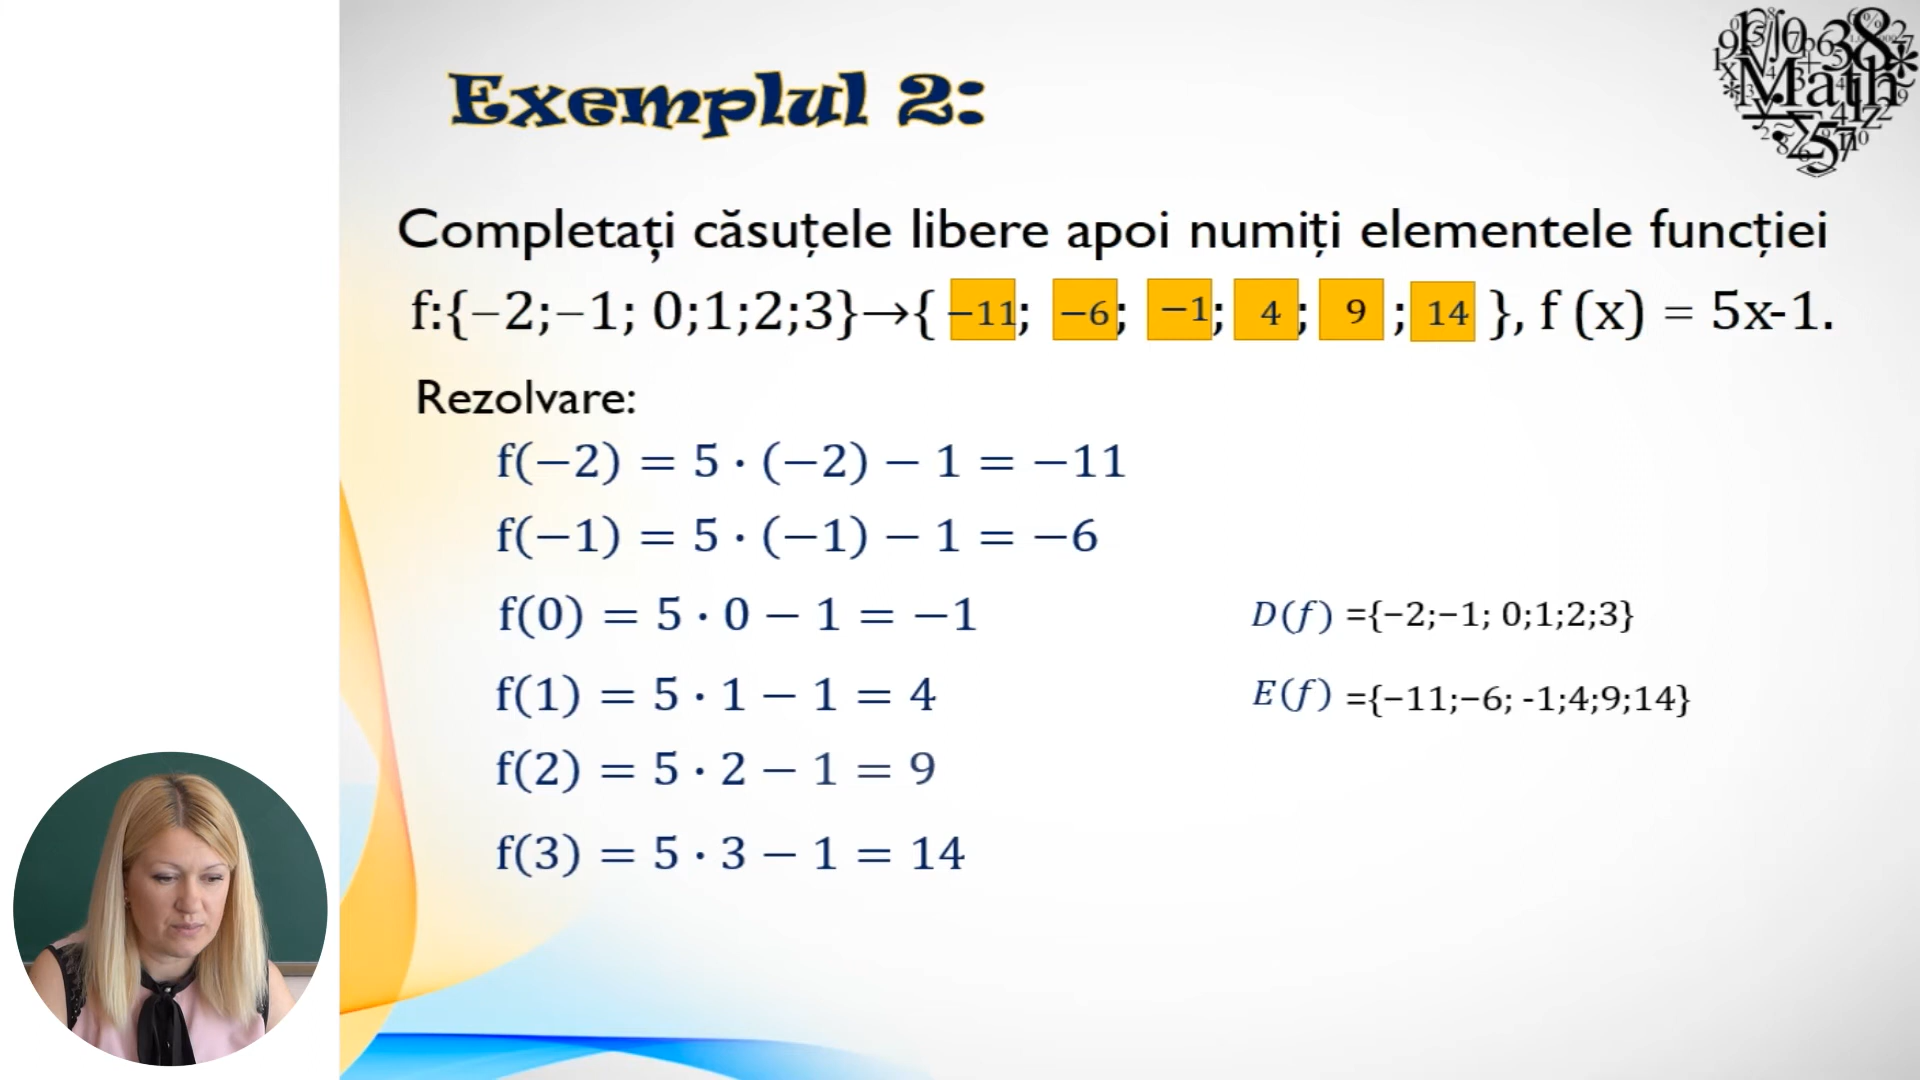 Exemplul 2:
Math
Completați căsuțele libere apoi numiți elementele funcției
f:{−2;−1; 0;1;2;3}→{ −11; −6; −1; 4 ; 9 ; 14 }, f (x) = 5x-1.
Rezolvare:
f(−2) = 5 · (−2) − 1 = −11
f(−1) = 5 · (−1) − 1 = −6
f(0) = 5 · 0 − 1 = −1
D(f) ={−2;−1; 0;1;2;3}
f(1) = 5 · 1 − 1 = 4
E(f) ={−11;−6; -1;4;9;14}
f(2) = 5 · 2 − 1 = 9
f(3) = 5 · 3 − 1 = 14